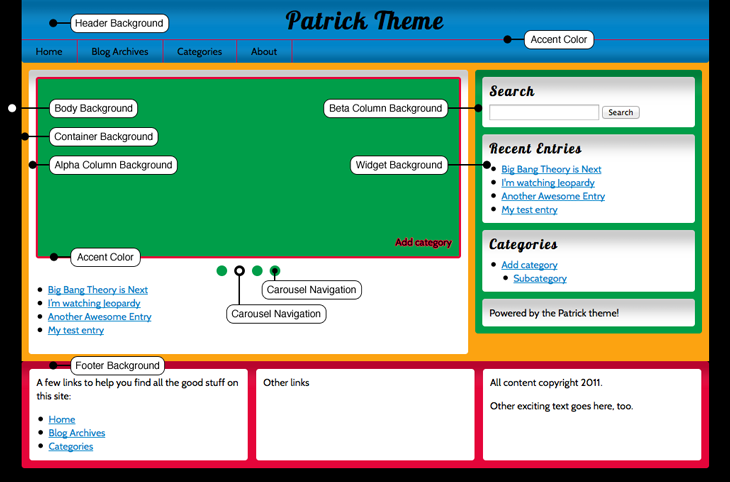 Patrick Theme
Header Background
Accent Color
Home
Blog Archives
Categories
About
Body Background
Container Background
Alpha Column Background
Beta Column Background
Widget Background
Add category
Accent Color
Carousel Navigation
Carousel Navigation
Big Bang Theory is Next
I'm watching Jeopardy
Another Awesome Entry
My test entry
Search
Search
Recent Entries
Big Bang Theory is Next
I'm watching Jeopardy
Another Awesome Entry
My test entry
Categories
Add category
Subcategory
Powered by the Patrick theme!
Footer Background
A few links to help you find all the good stuff on
this site:
Home
Blog Archives
Categories
Other links
All content copyright 2011.
Other exciting text goes here, too.